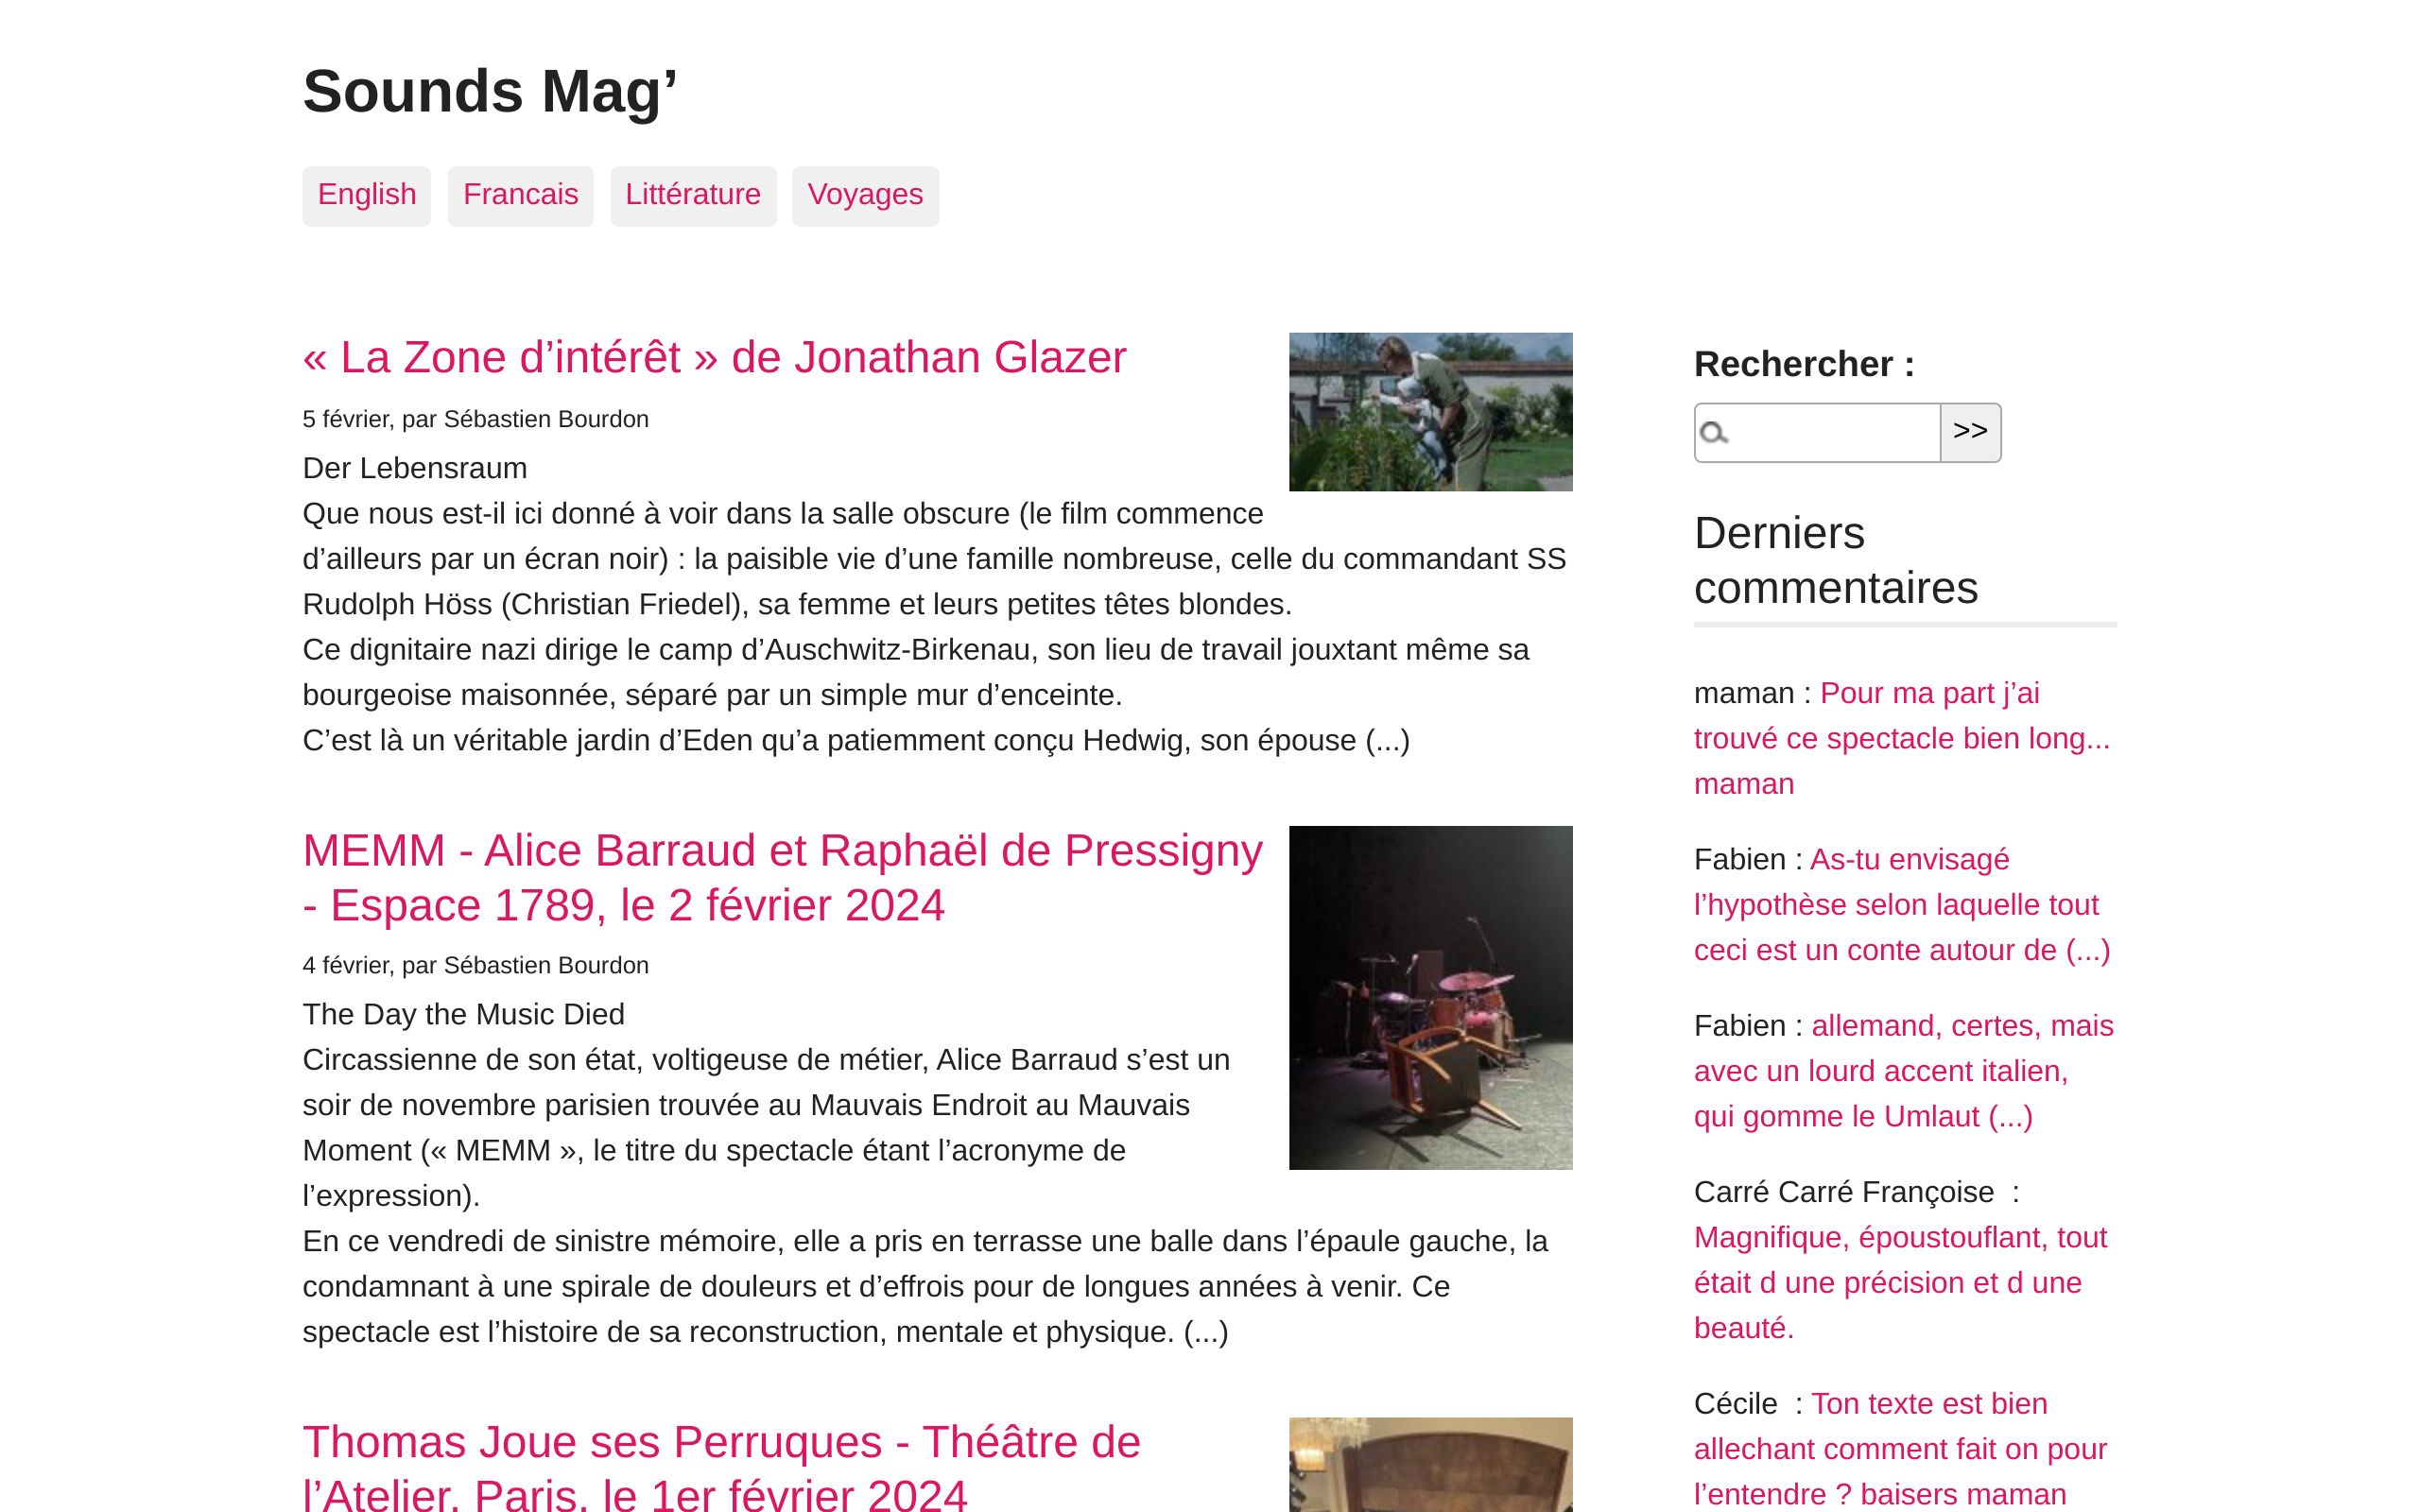 Sounds Mag’
English
Francais
Littérature
Voyages
« La Zone d’intérêt » de Jonathan Glazer
5 février, par Sébastien Bourdon
Der Lebensraum
Que nous est-il ici donné à voir dans la salle obscure (le film commence
d’ailleurs par un écran noir) : la paisible vie d’une famille nombreuse, celle du commandant SS
Rudolph Höss (Christian Friedel), sa femme et leurs petites têtes blondes.
Ce dignitaire nazi dirige le camp d’Auschwitz-Birkenau, son lieu de travail jouxtant même sa
bourgeoise maisonnée, séparé par un simple mur d’enceinte.
C’est là un véritable jardin d’Eden qu’a patiemment conçu Hedwig, son épouse (...)
MEMM - Alice Barraud et Raphaël de Pressigny
- Espace 1789, le 2 février 2024
4 février, par Sébastien Bourdon
The Day the Music Died
Circassienne de son état, voltigeuse de métier, Alice Barraud s’est un
soir de novembre parisien trouvée au Mauvais Endroit au Mauvais
Moment (« MEMM », le titre du spectacle étant l’acronyme de
l’expression).
En ce vendredi de sinistre mémoire, elle a pris en terrasse une balle dans l’épaule gauche, la
condamnant à une spirale de douleurs et d’effrois pour de longues années à venir. Ce
spectacle est l’histoire de sa reconstruction, mentale et physique. (...)
Thomas Joue ses Perruques - Théâtre de
l’Atelier, Paris, le 1er février 2024
Rechercher :
>>
Derniers
commentaires
maman : Pour ma part j’ai
trouvé ce spectacle bien long...
maman
Fabien : As-tu envisagé
l’hypothèse selon laquelle tout
ceci est un conte autour de (...)
Fabien : allemand, certes, mais
avec un lourd accent italien,
qui gomme le Umlaut (...)
Carré Carré Françoise  :
Magnifique, époustouflant, tout
était d une précision et d une
beauté.
Cécile  : Ton texte est bien
allechant comment fait on pour
l’entendre ? baisers maman